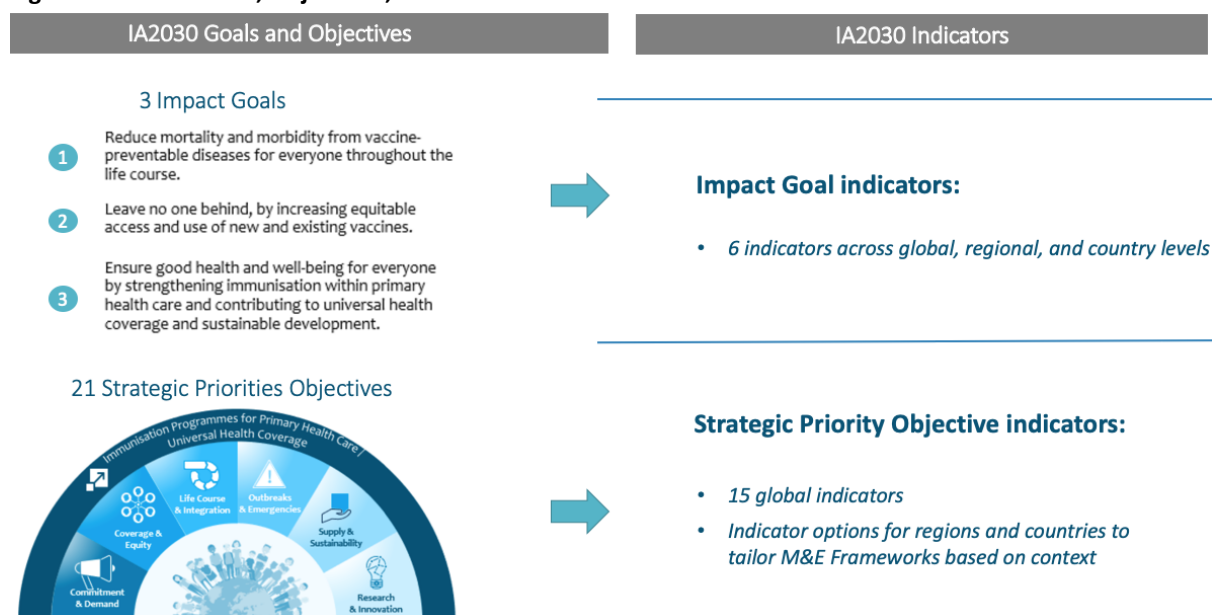 IA2030 Goals and Objectives
IA2030 Indicators
3 Impact Goals
1
Reduce mortality and morbidity from vaccine-
preventable diseases for everyone throughout the
life course.
2
Leave no one behind, by increasing equitable
access and use of new and existing vaccines.
3
Ensure good health and well-being for everyone
by strengthening immunisation within primary
health care and contributing to universal health
coverage and sustainable development.
Impact Goal indicators:
• 6 indicators across global, regional, and country levels
21 Strategic Priorities Objectives
Immunisation Programmes for Primary Health Care /
Universal Health Coverage
Commitment
& Demand
Coverage &
Equity
Life Course
& Integration
Outbreaks
& Emergencies
Supply &
Sustainability
Research
& Innovation
Strategic Priority Objective indicators:
• 15 global indicators
• Indicator options for regions and countries to
tailor M&E Frameworks based on context